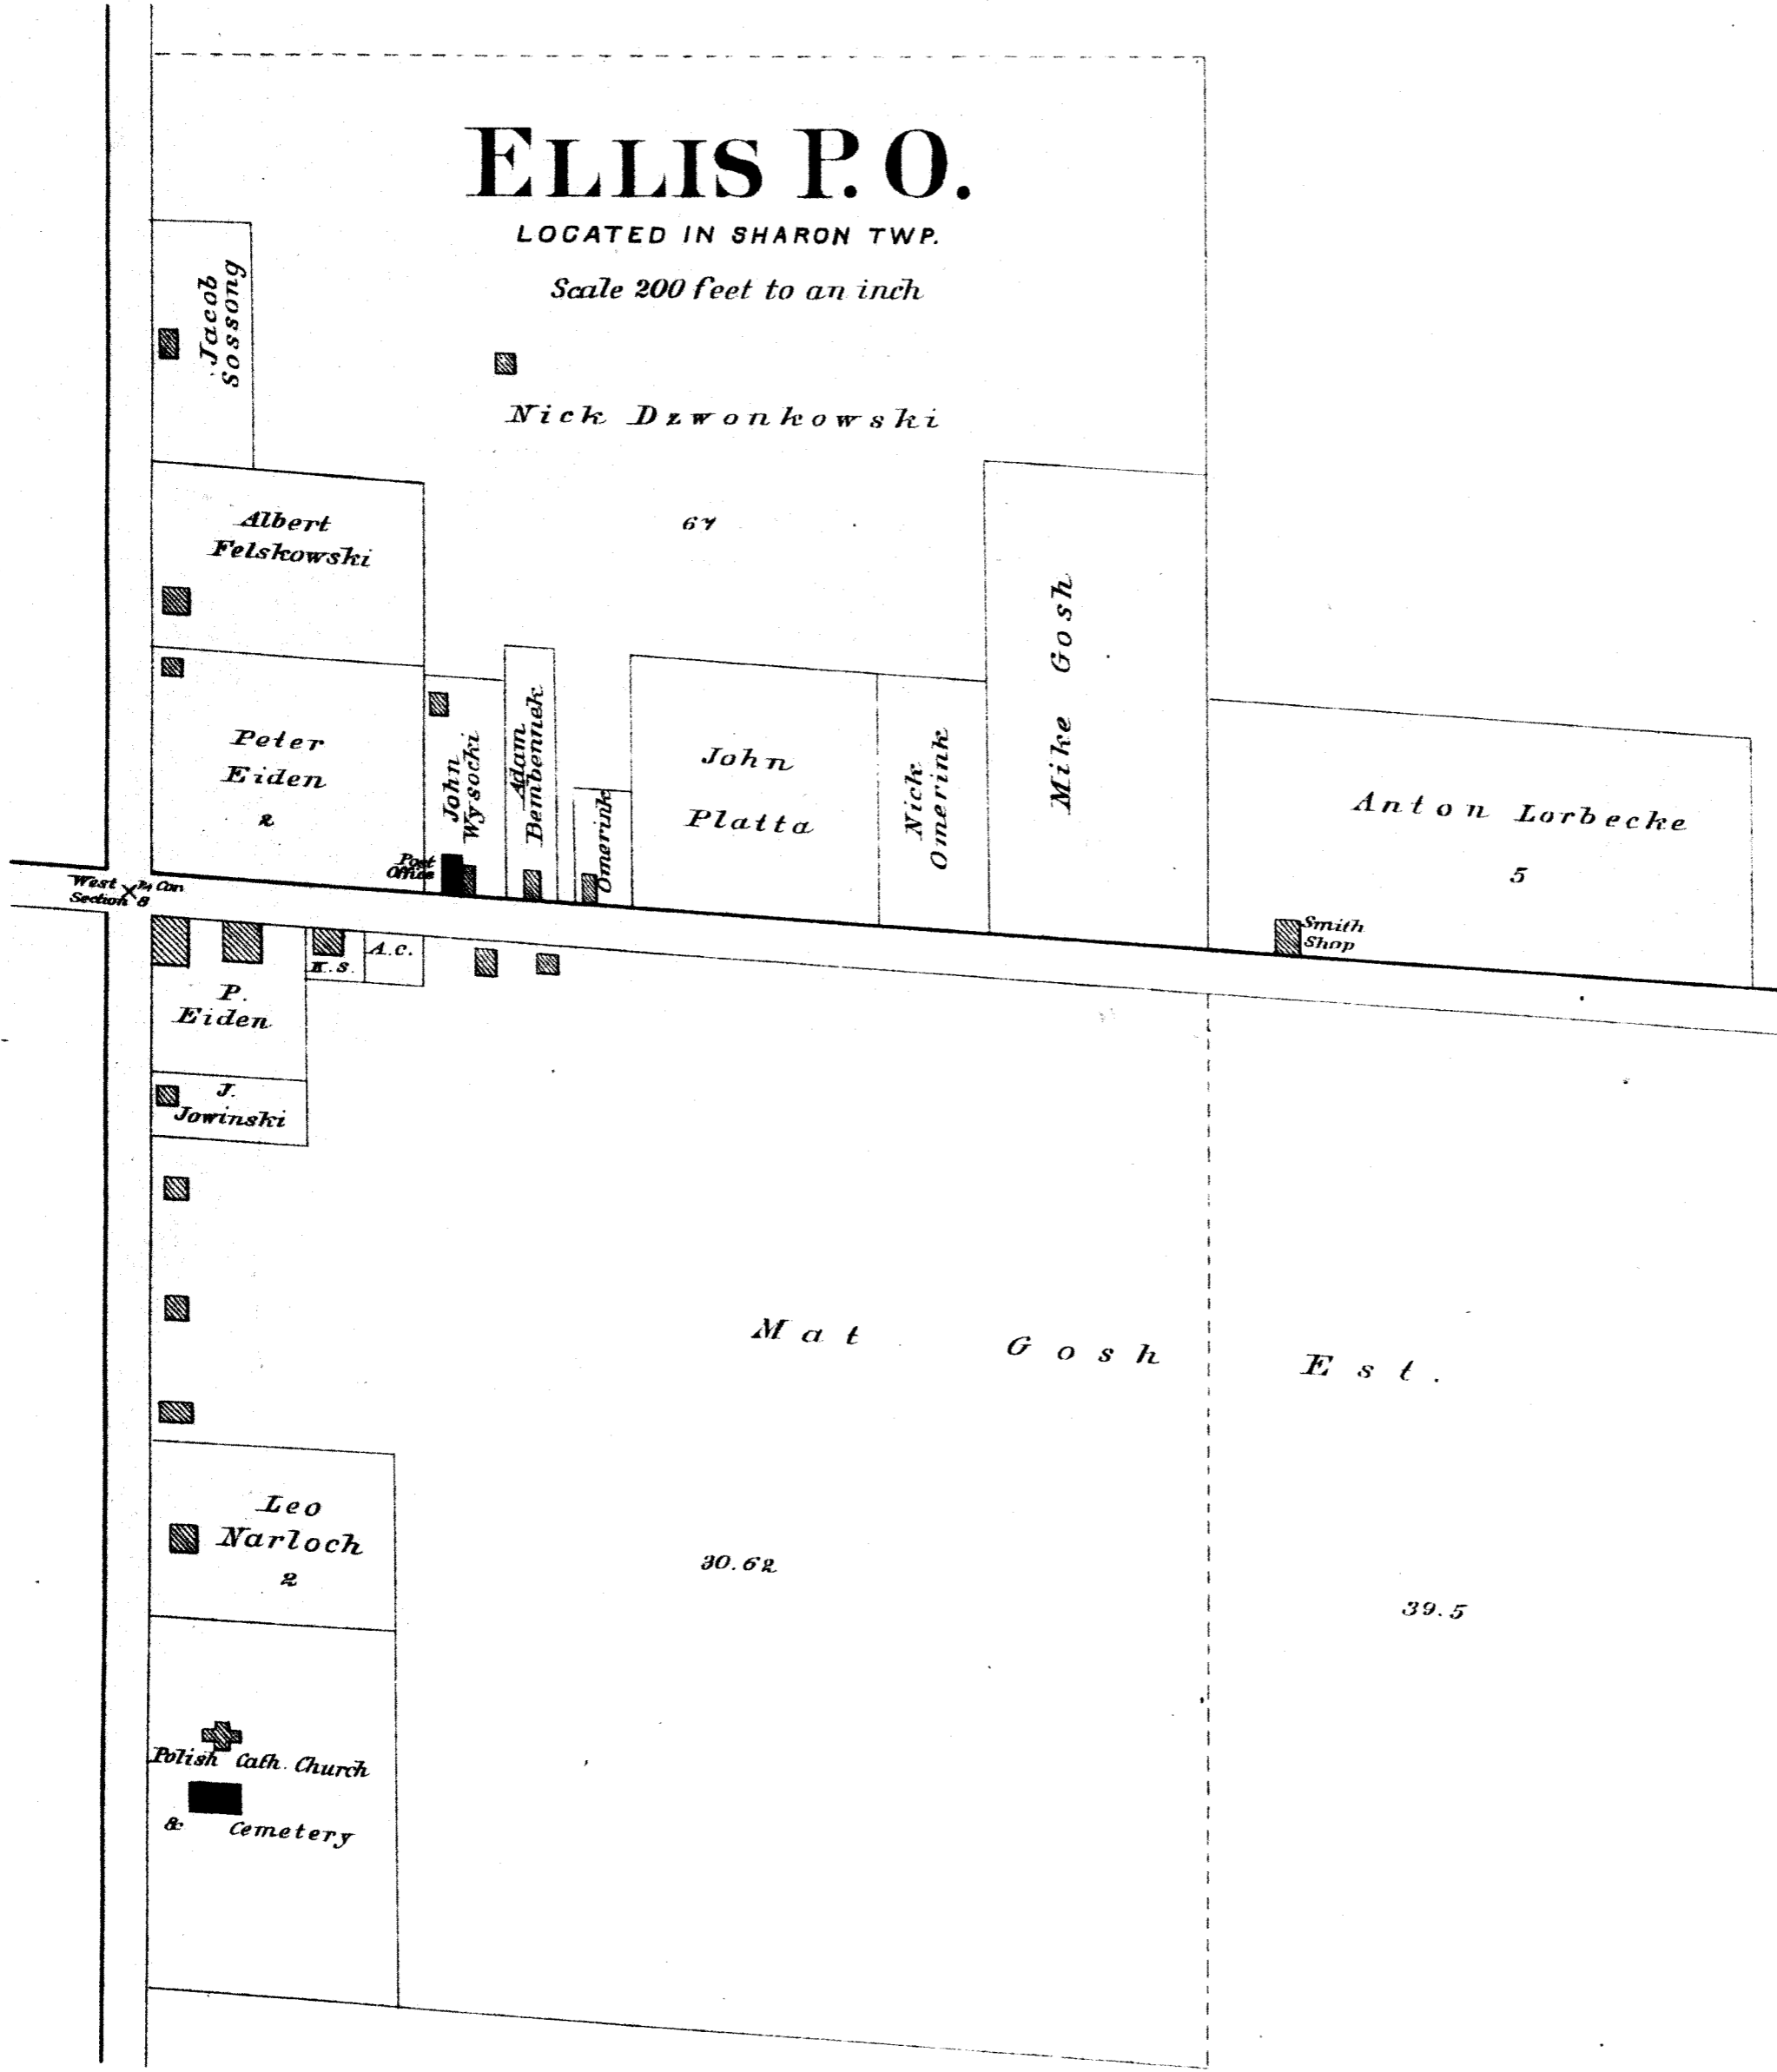 ELLIS P.O.
LOCATED IN SHARON TWP.
Scale 200 feet to an inch
Jacob
Sossong
Nick Dzwonkowski
67
Albert
Felskowski
Mike Gosh
Peter
Eiden
2
John
Wysocki
Adam
Bembennek
Omerink
John
Platta
Nick
Omerink
Anton Lorbecke
5
Post
Office
West ¼ Cor
Section 8
Smith
Shop
K.S.
A.C.
P.
Eiden
J.
Jowinski
Mat Gosh Est.
Leo
Narloch
2
30.62
39.5
Polish Cath. Church
& Cemetery